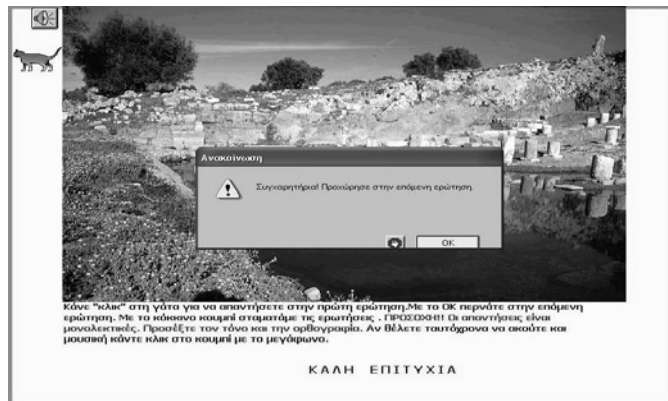 Ανακοίνωση
Συγχαρητήρια! Προχώρησε στην επόμενη ερώτηση.
OK
Κάνε "κλικ" στη γάτα για να απαντήσετε στην πρώτη ερώτηση.Με το ΟΚ περνάτε στην επόμενη
ερώτηση. Με το κόκκινο κουμπί σταματάμε τις ερωτήσεις . ΠΡΟΣΟΧΗ!! Οι απαντήσεις είναι
μονολεκτικές. Προσέξτε τον τόνο και την ορθογραφία. Αν θέλετε ταυτόχρονα να ακούτε και
μουσική κάντε κλικ στο κουμπί με το μεγάφωνο.
ΚΑΛΗ ΕΠΙΤΥΧΙΑ